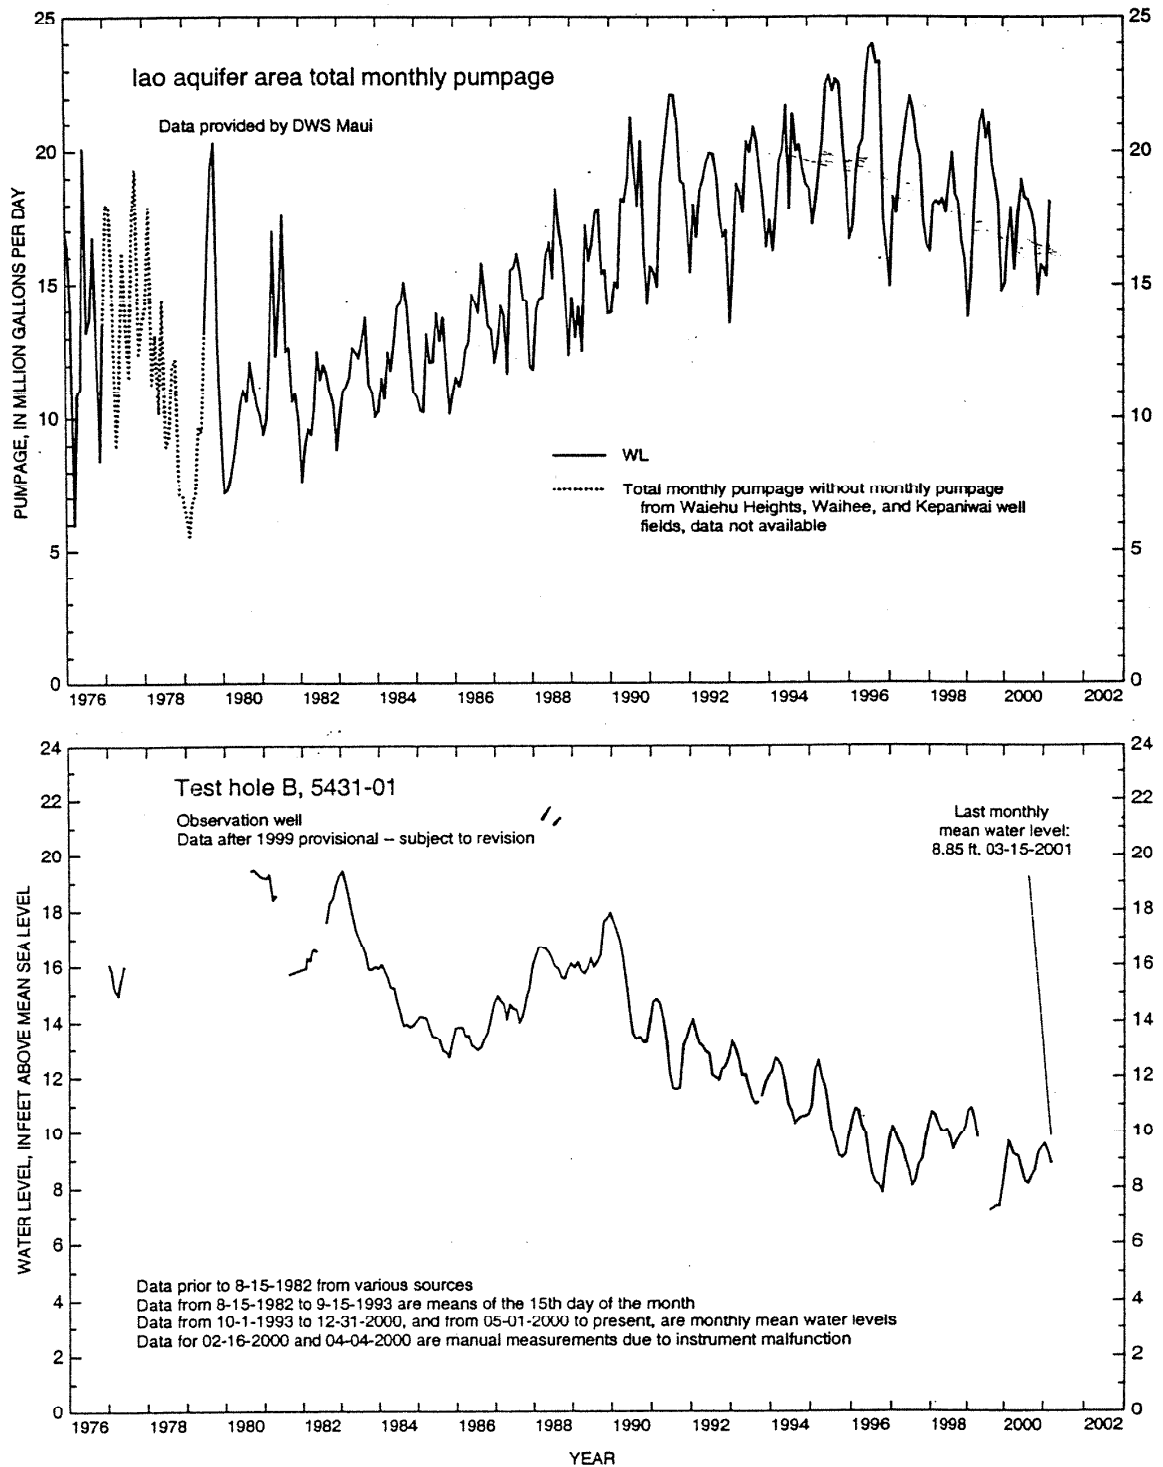 Iao aquifer area total monthly pumpage
Data provided by DWS Maui
PUMPAGE, IN MILLION GALLONS PER DAY
25
20
15
10
5
0
25
20
15
10
5
0
WL
Total monthly pumpage without monthly pumpage
from Waiehu Heights, Waihee, and Kepaniwai well
fields, data not available
1976 1978 1980 1982 1984 1986 1988 1990 1992 1994 1996 1998 2000 2002
Test hole B, 5431-01
Observation well
Data after 1999 provisional -- subject to revision
Last monthly
mean water level:
8.85 ft. 03-15-2001
WATER LEVEL, IN FEET ABOVE MEAN SEA LEVEL
24
22
20
18
16
14
12
10
8
6
4
2
0
24
22
20
18
16
14
12
10
8
6
4
2
0
Data prior to 8-15-1982 from various sources
Data from 8-15-1982 to 9-15-1993 are means of the 15th day of the month
Data from 10-1-1993 to 12-31-2000, and from 05-01-2000 to present, are monthly mean water levels
Data for 02-16-2000 and 04-04-2000 are manual measurements due to instrument malfunction
1976 1978 1980 1982 1984 1986 1988 1990 1992 1994 1996 1998 2000 2002
YEAR